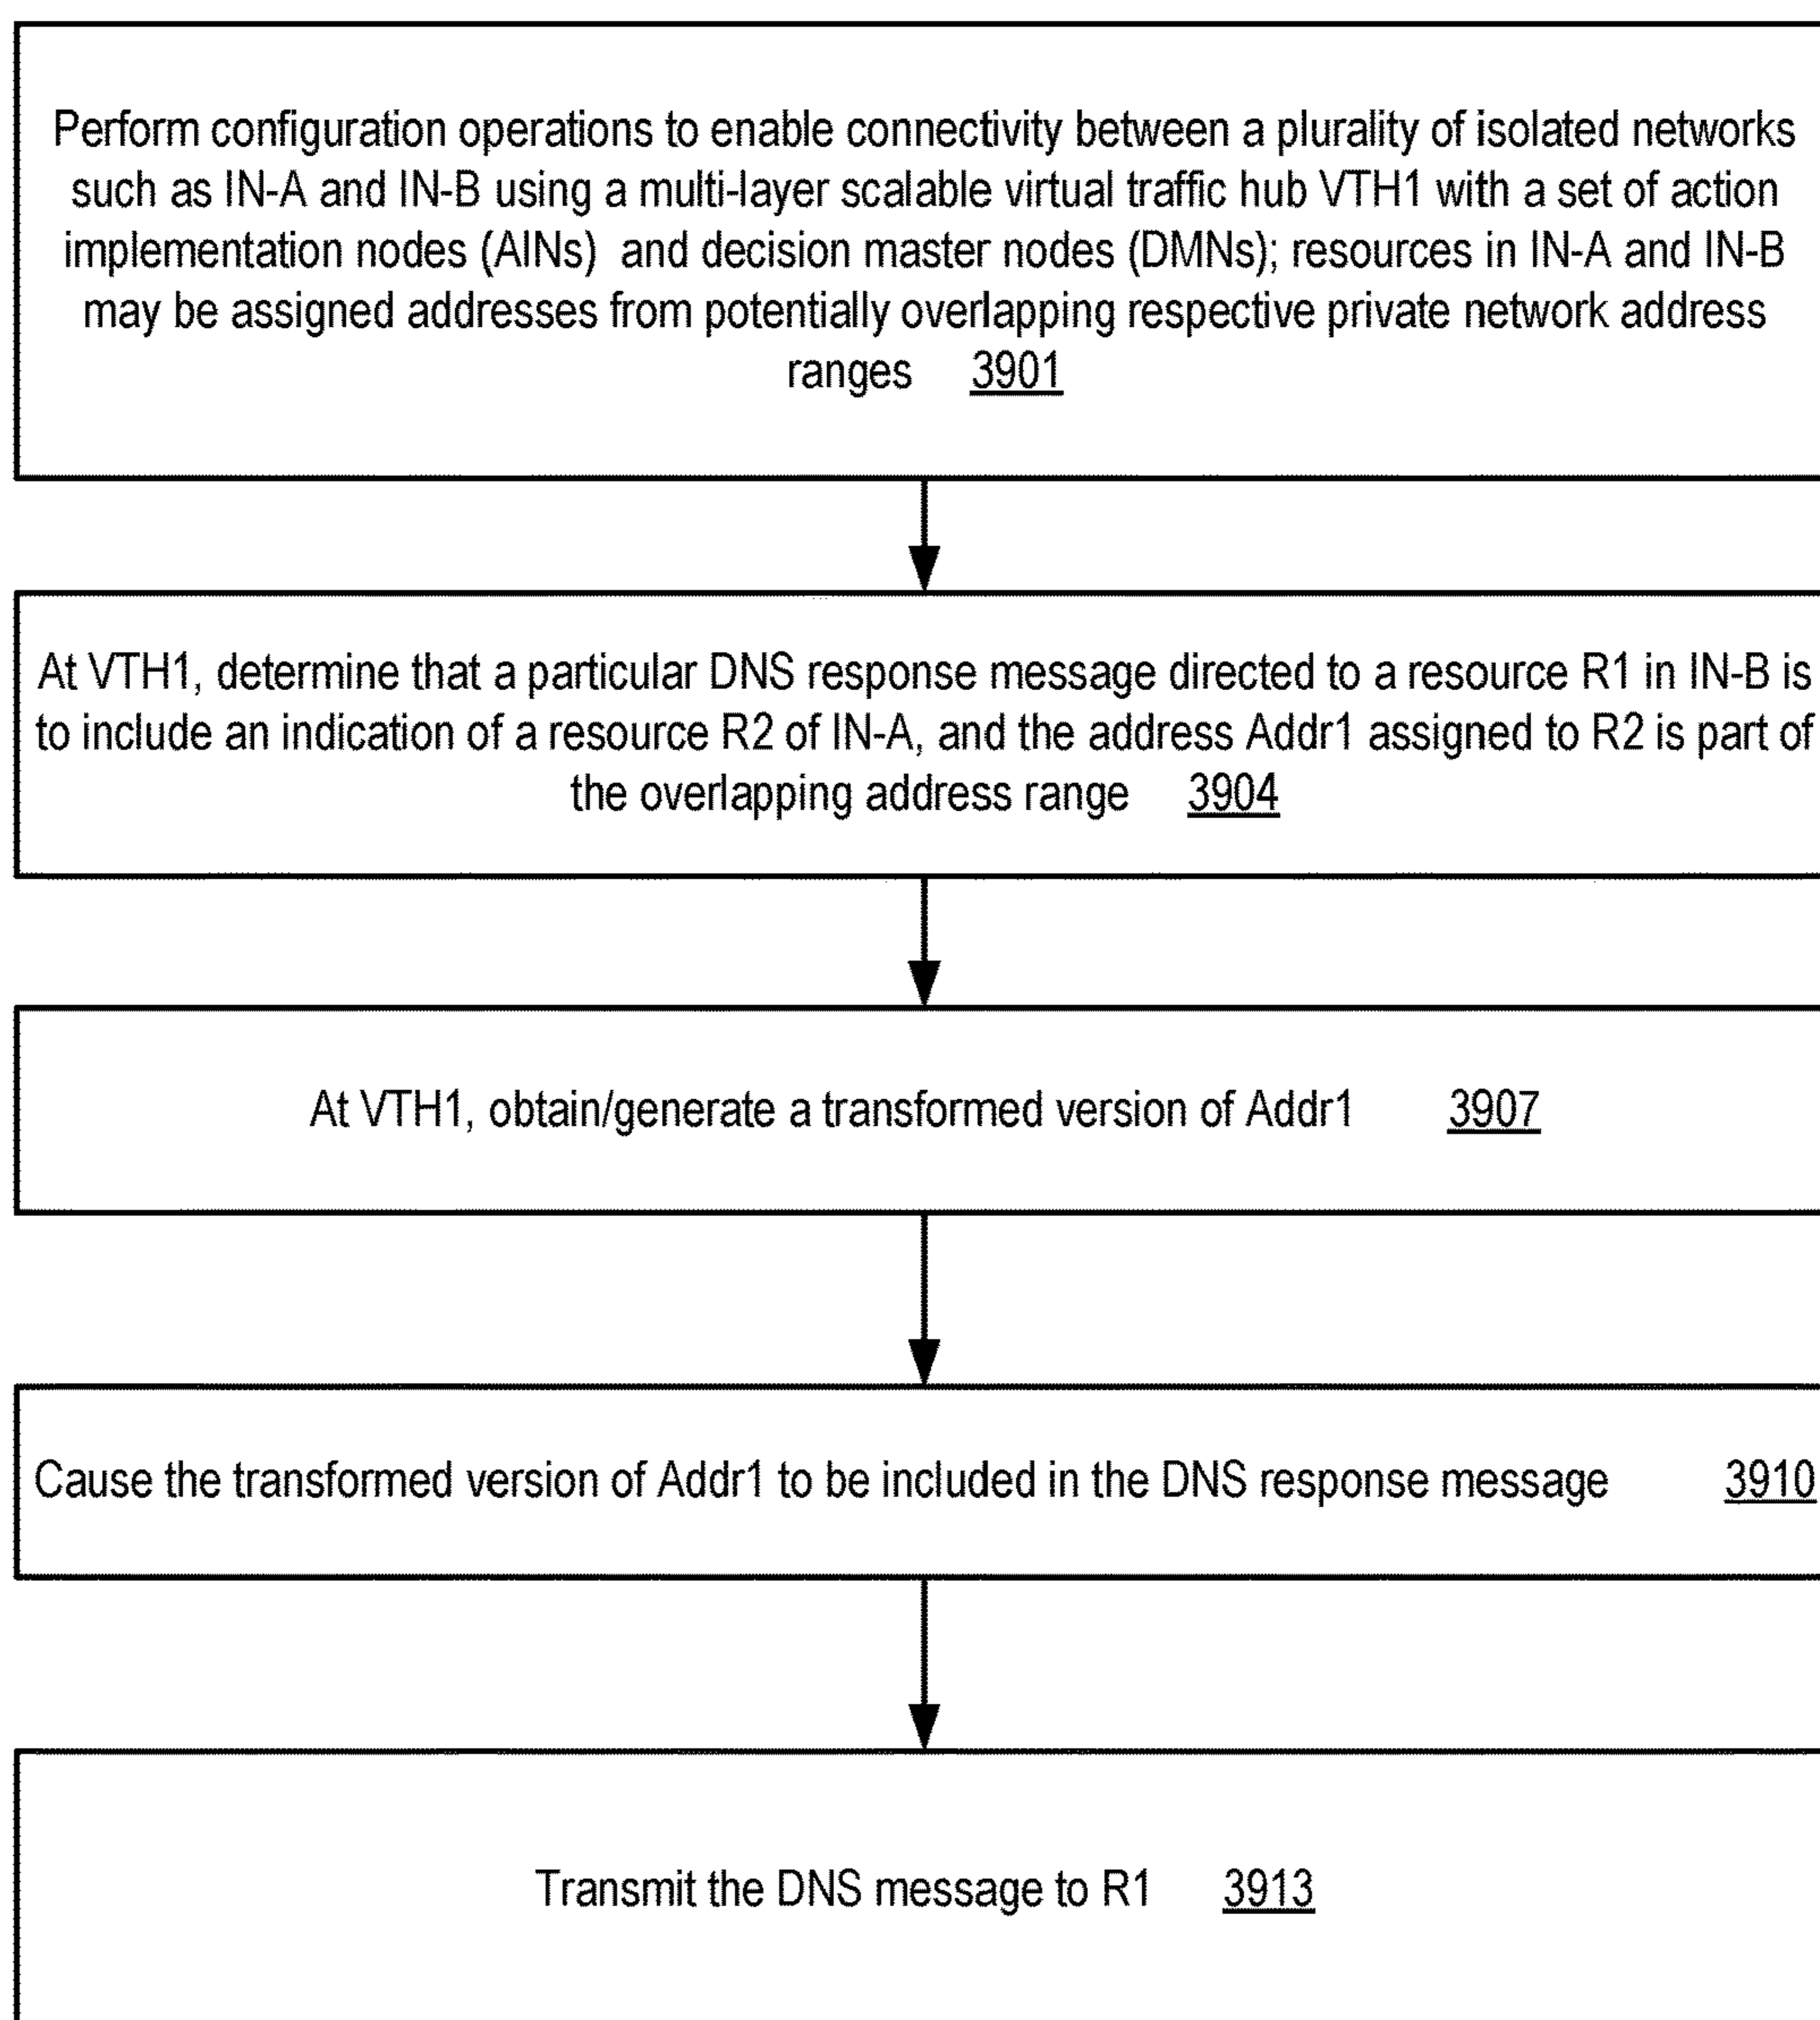 Perform configuration operations to enable connectivity between a plurality of isolated networks
such as IN-A and IN-B using a multi-layer scalable virtual traffic hub VTH1 with a set of action
implementation nodes (AINs) and decision master nodes (DMNs); resources in IN-A and IN-B
may be assigned addresses from potentially overlapping respective private network address
ranges 3901
At VTH1, determine that a particular DNS response message directed to a resource R1 in IN-B is
to include an indication of a resource R2 of IN-A, and the address Addr1 assigned to R2 is part of
the overlapping address range 3904
At VTH1, obtain/generate a transformed version of Addr1 3907
Cause the transformed version of Addr1 to be included in the DNS response message 3910
Transmit the DNS message to R1 3913